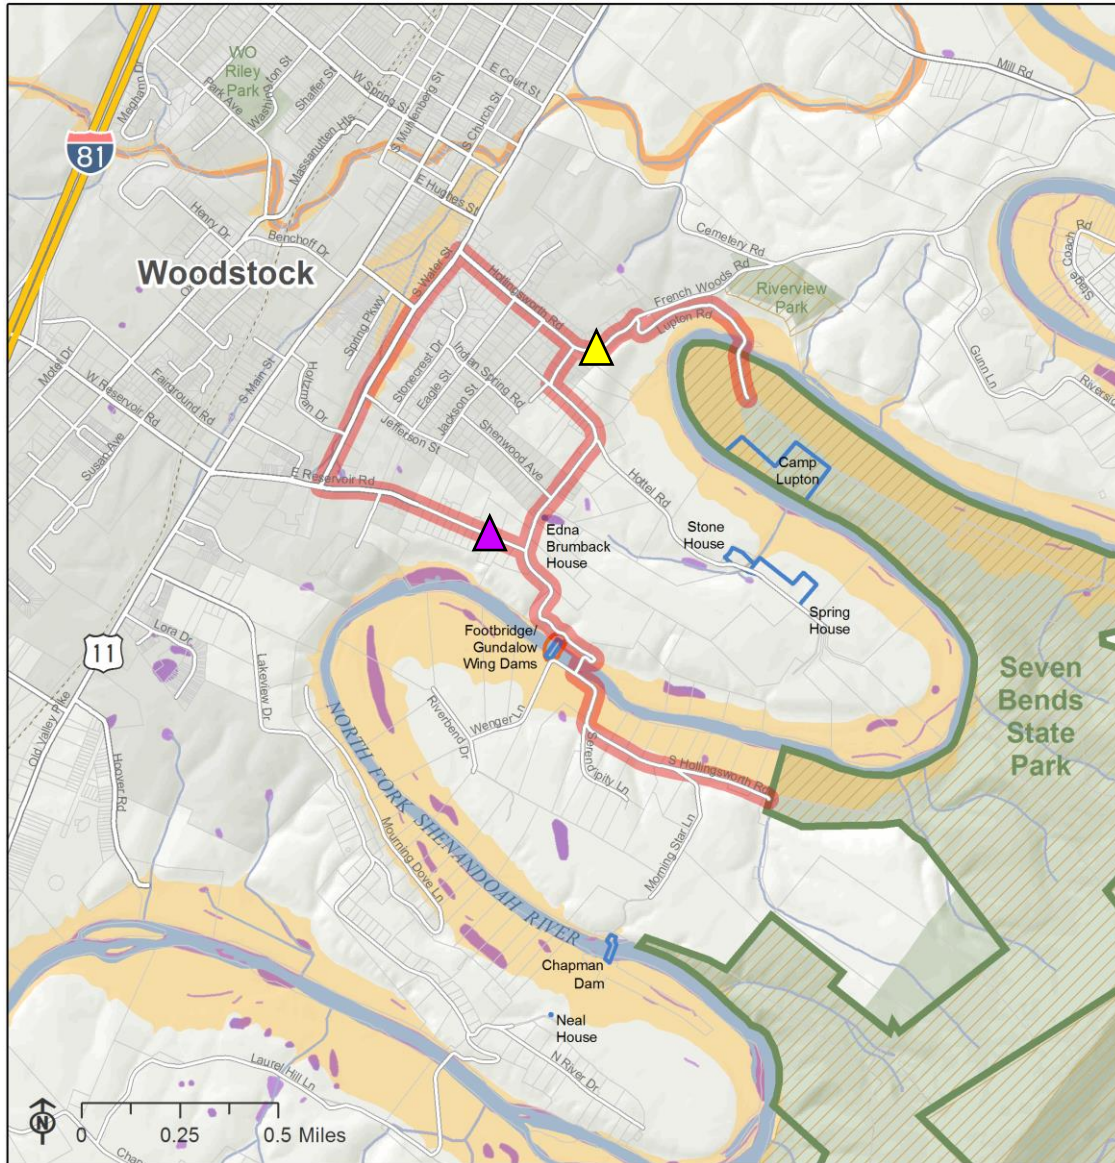 WO
Riley
Park
Meghann Dr
Park Ave
Washington St
Shaffer St
W Spring St
S Muhlenberg St
E Court St
S Church St
Mill Rd
81
Massanutten Hts
E Hughes St
Henry Dr
Benchoff Dr
Cemetery Rd
Stage Coach Rd
Woodstock
S Water St
Hollingsworth Rd
French Woods Rd
Riverview
Park
Lupton Rd
Spring Pkwy
Gunn Ln
Riverside
Motel Dr
W Reservoir Rd
Fairground Rd
S Main St
Holtzman Dr
Stonecrest Dr
Eagle St
Indian Spring Rd
Jackson St
Jefferson St
Shenwood Ave
Susan Ave
E Reservoir Rd
Hottel Rd
Camp
Lupton
Edna
Brumback
House
Stone
House
Spring
House
Footbridge/
Gundalow
Wing Dams
11
Lora Dr
Lakeview Dr
Old Valley Pike
Hoover Rd
Riverbend Dr
Wenger Ln
Serendipity Ln
S Hollingsworth Rd
Morning Star Ln
Seven
Bends
State
Park
NORTH FORK SHENANDOAH RIVER
Mourning Dove Ln
Chapman
Dam
Neal
House
N River Dr
Laurel Hill Ln
N
0 0.25 0.5 Miles